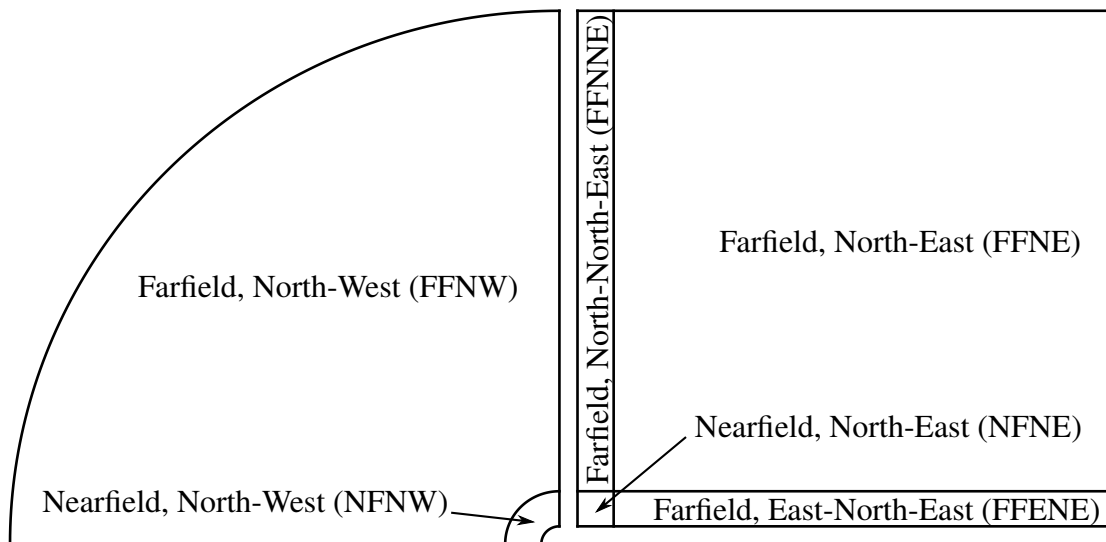 Farfield, North-North-East (FFNNE)
Farfield, North-East (FFNE)
Farfield, North-West (FFNW)
Nearfield, North-East (NFNE)
Nearfield, North-West (NFNW)
Farfield, East-North-East (FFENE)